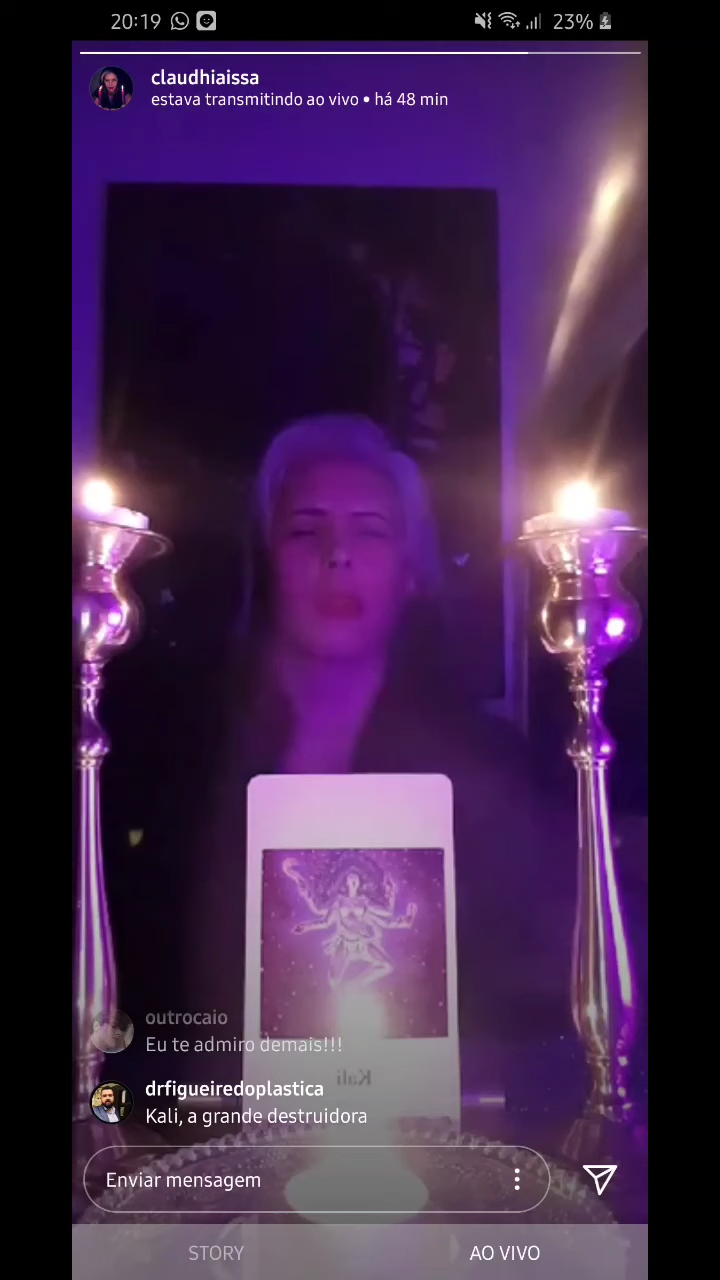 20:19
23%
claudhiaissa
estava transmitindo ao vivo • há 48 min
outrocaio
Eu te admiro demais!!!
Kali
drfigueiredoplastica
Kali, a grande destruidora
Enviar mensagem
STORY
AO VIVO